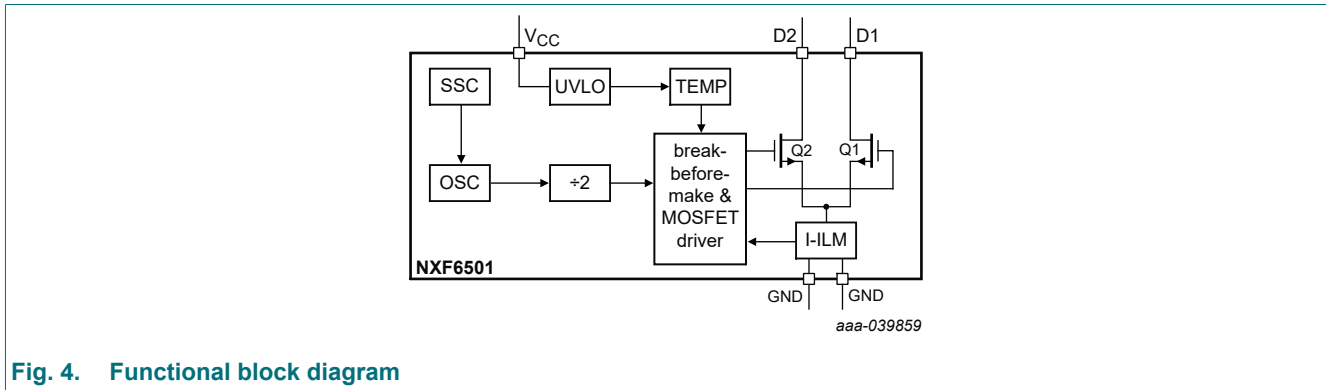 VCC
D2
D1
SSC
UVLO
TEMP
OSC
÷2
break-
before-
make &
MOSFET
driver
Q2
Q1
I-ILM
NXF6501
GND
GND
aaa-039859
Fig. 4. Functional block diagram